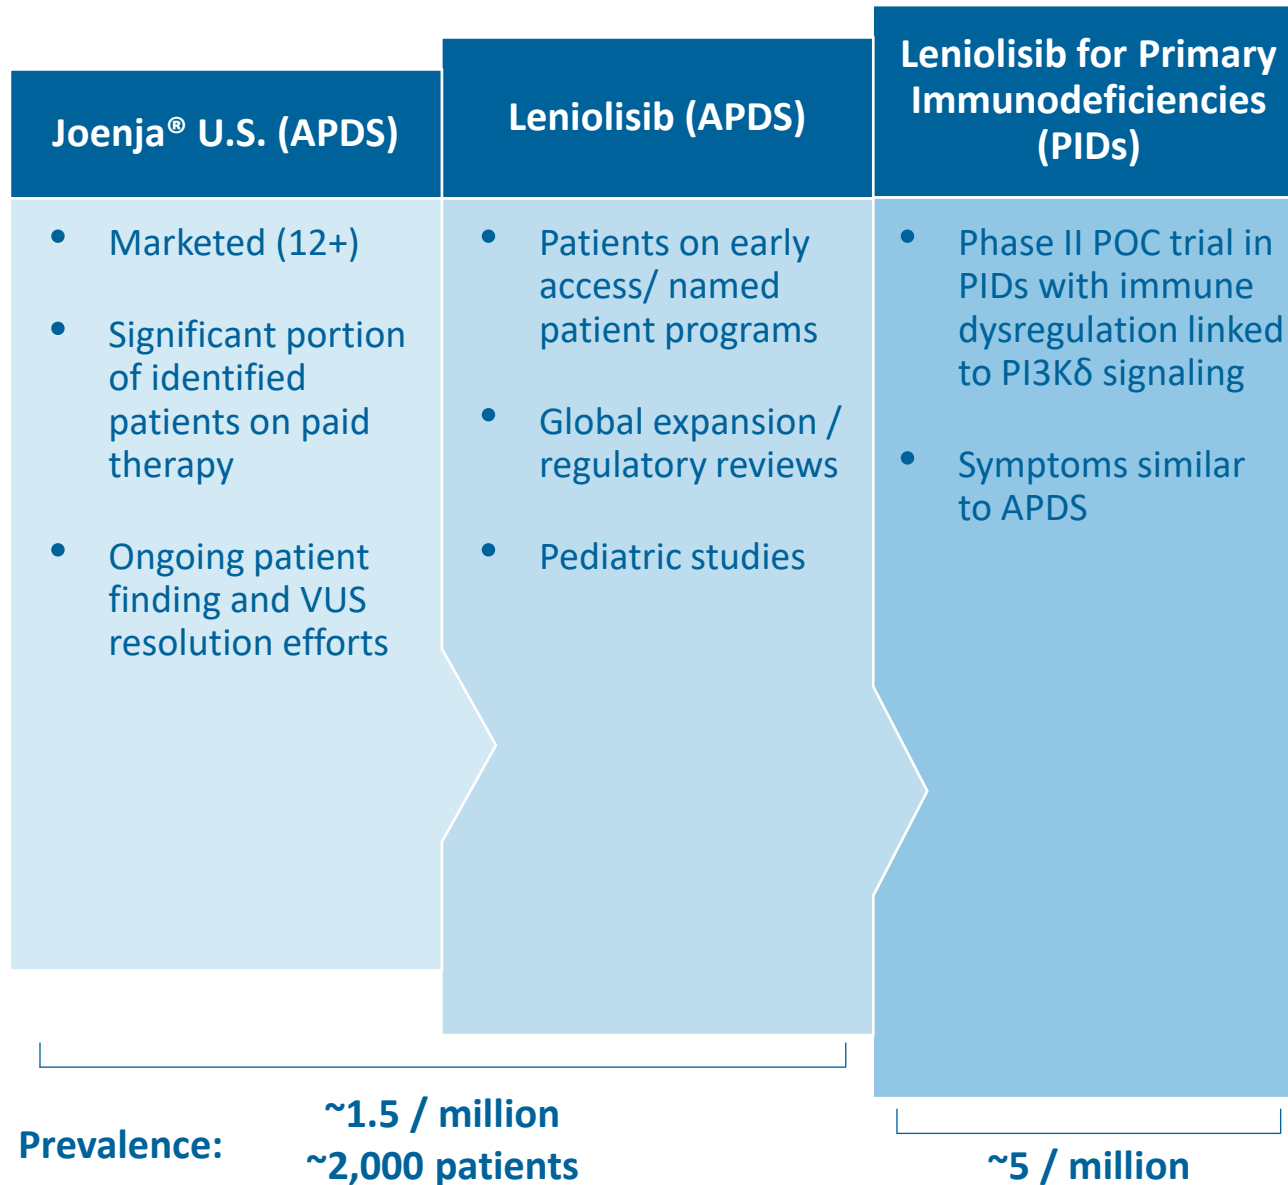 Joenja® U.S. (APDS)
• Marketed (12+)
• Significant portion
of identified
patients on paid
therapy
• Ongoing patient
finding and VUS
resolution efforts
Leniolisib (APDS)
• Patients on early
access/ named
patient programs
• Global expansion /
regulatory reviews
• Pediatric studies
Leniolisib for Primary
Immunodeficiencies
(PIDs)
• Phase II POC trial in
PIDs with immune
dysregulation linked
to PI3Kδ signaling
• Symptoms similar
to APDS
Prevalence:
~1.5 / million
~2,000 patients
~5 / million